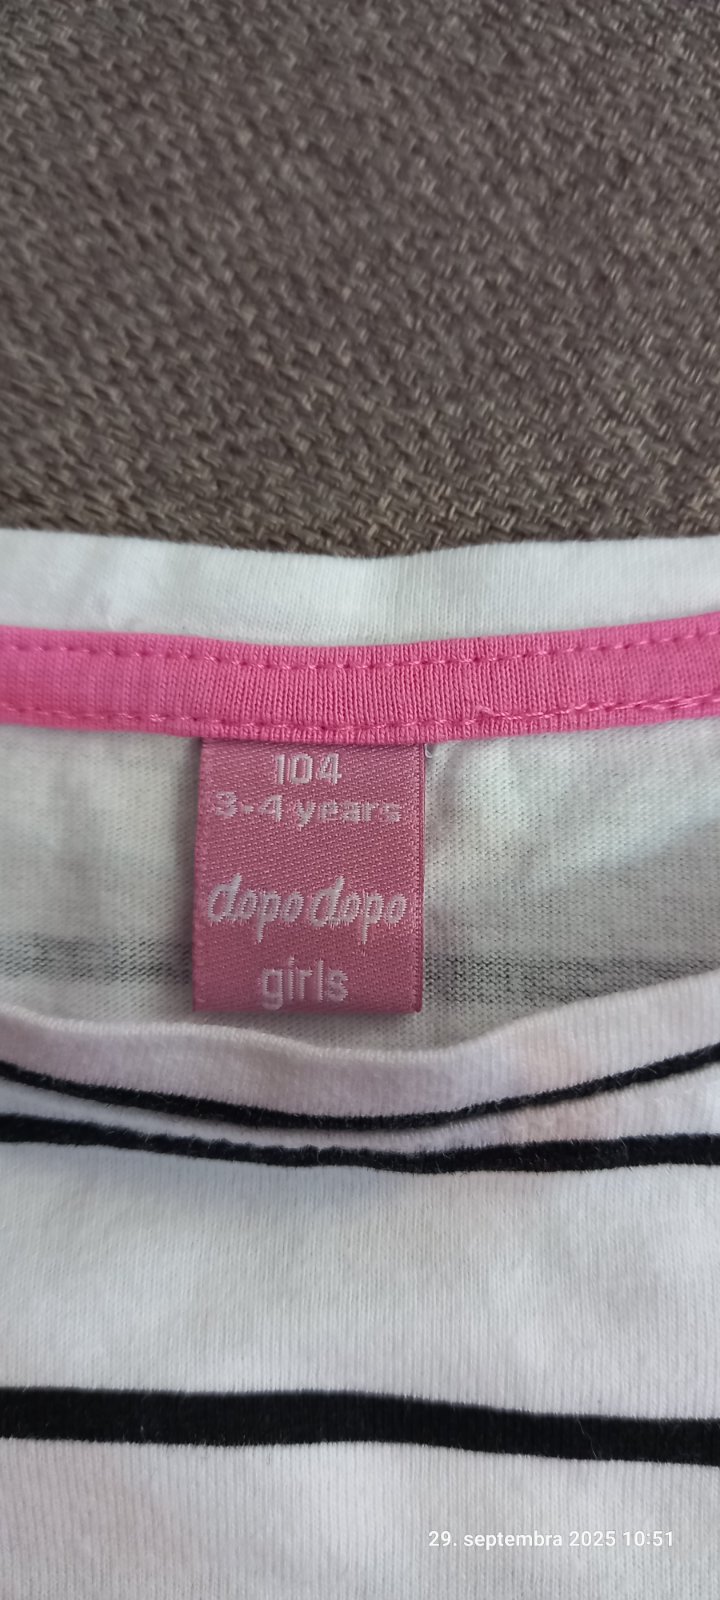 104
3-4 years
dopodopo
girls
29. septembra 2025 10:51